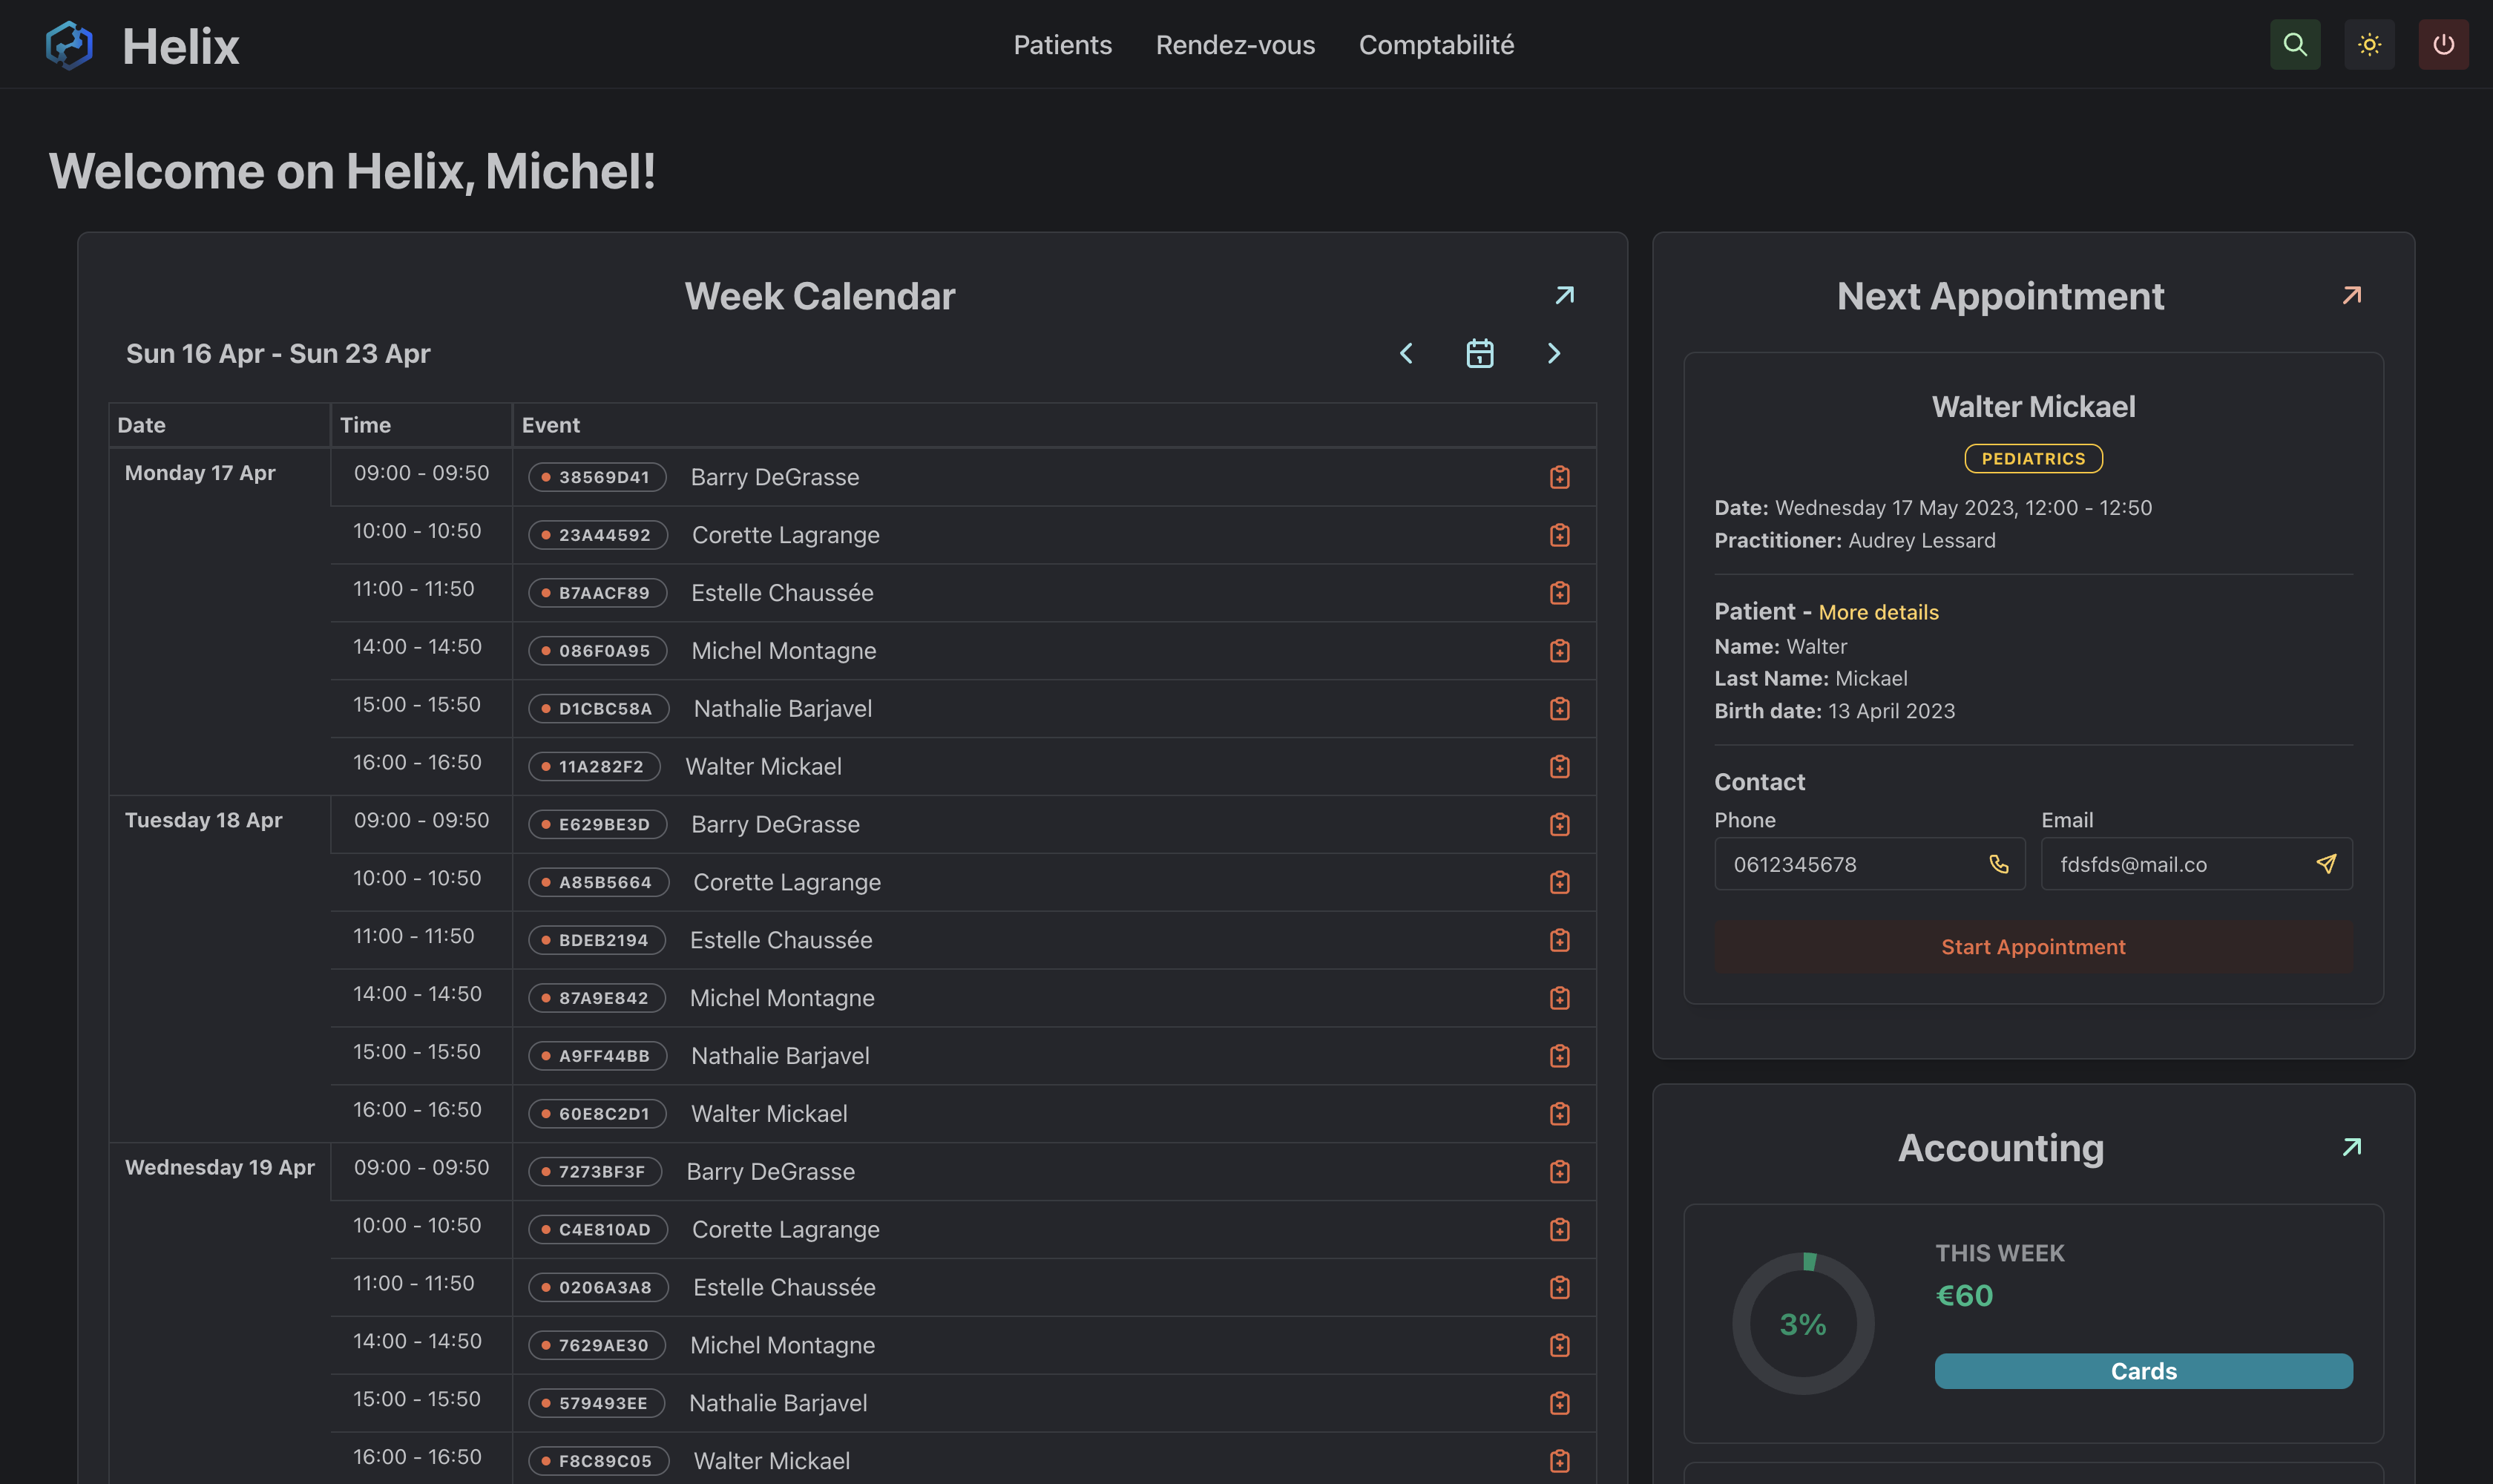 Helix
Patients Rendez-vous Comptabilité
Welcome on Helix, Michel!
Week Calendar
Sun 16 Apr - Sun 23 Apr
1
Date Time Event
Monday 17 Apr 09:00 - 09:50 38569D41 Barry DeGrasse
10:00 - 10:50 23A44592 Corette Lagrange
11:00 - 11:50 B7AACF89 Estelle Chaussée
14:00 - 14:50 086F0A95 Michel Montagne
15:00 - 15:50 D1CBC58A Nathalie Barjavel
16:00 - 16:50 11A282F2 Walter Mickael
Tuesday 18 Apr 09:00 - 09:50 E629BE3D Barry DeGrasse
10:00 - 10:50 A85B5664 Corette Lagrange
11:00 - 11:50 BDEB2194 Estelle Chaussée
14:00 - 14:50 87A9E842 Michel Montagne
15:00 - 15:50 A9FF44BB Nathalie Barjavel
16:00 - 16:50 60E8C2D1 Walter Mickael
Wednesday 19 Apr 09:00 - 09:50 7273BF3F Barry DeGrasse
10:00 - 10:50 C4E810AD Corette Lagrange
11:00 - 11:50 0206A3A8 Estelle Chaussée
14:00 - 14:50 7629AE30 Michel Montagne
15:00 - 15:50 579493EE Nathalie Barjavel
16:00 - 16:50 F8C89C05 Walter Mickael
Next Appointment
Walter Mickael
PEDIATRICS
Date: Wednesday 17 May 2023, 12:00 - 12:50
Practitioner: Audrey Lessard
Patient - More details
Name: Walter
Last Name: Mickael
Birth date: 13 April 2023
Contact
Phone Email
0612345678 fdsfds@mail.co
Start Appointment
Accounting
THIS WEEK
€60
3%
Cards